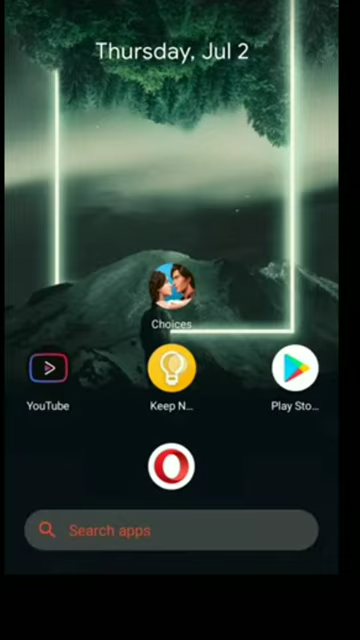 Thursday, Jul 2
Choices
YouTube
Keep N...
Play Sto...
Search apps